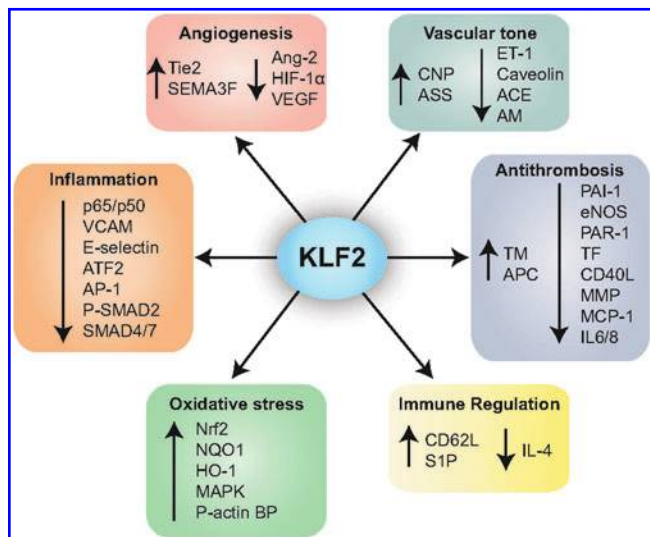 Angiogenesis
Tie2
SEMA3F
Ang-2
HIF-1α
VEGF
Vascular tone
CNP
ASS
ET-1
Caveolin
ACE
AM
Inflammation
p65/p50
VCAM
E-selectin
ATF2
AP-1
P-SMAD2
SMAD4/7
KLF2
Antithrombosis
TM
APC
PAI-1
eNOS
PAR-1
TF
CD40L
MMP
MCP-1
IL6/8
Oxidative stress
Nrf2
NQO1
HO-1
MAPK
P-actin BP
Immune Regulation
CD62L
S1P
IL-4